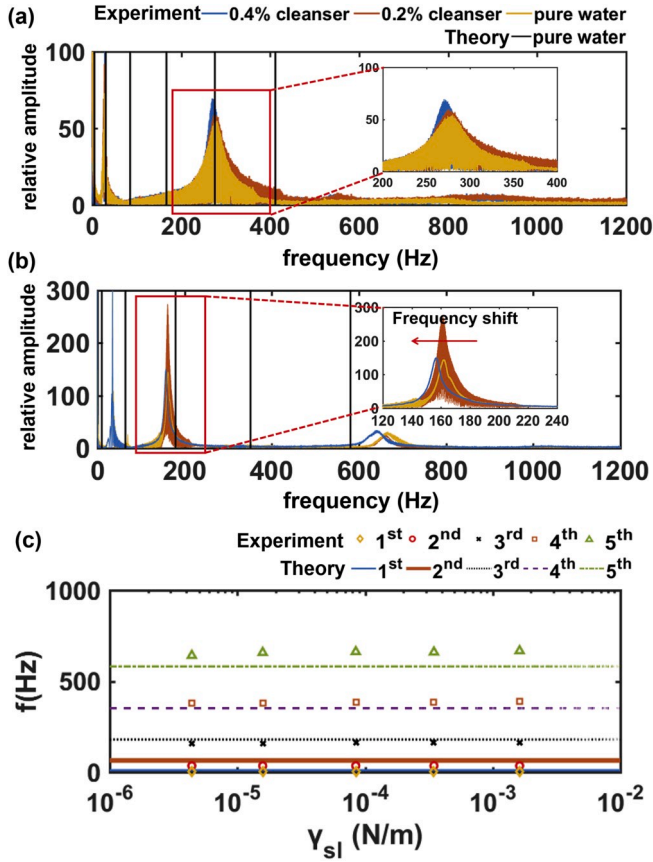 (a) Experiment 0.4% cleanser 0.2% cleanser pure water
Theory pure water
relative amplitude
100
50
0
0 200 400 600 800 1000 1200
frequency (Hz)
100
50
0
200 250 300 350 400
(b)
relative amplitude
300
200
100
0
0 200 400 600 800 1000 1200
frequency (Hz)
Frequency shift
300
200
100
0
120 140 160 180 200 220 240
(c) Experiment 1st 2nd 3rd 4th 5th
Theory 1st 2nd 3rd 4th 5th
f(Hz)
1000
500
0
10-6 10-5 10-4 10-3 10-2
γsl (N/m)